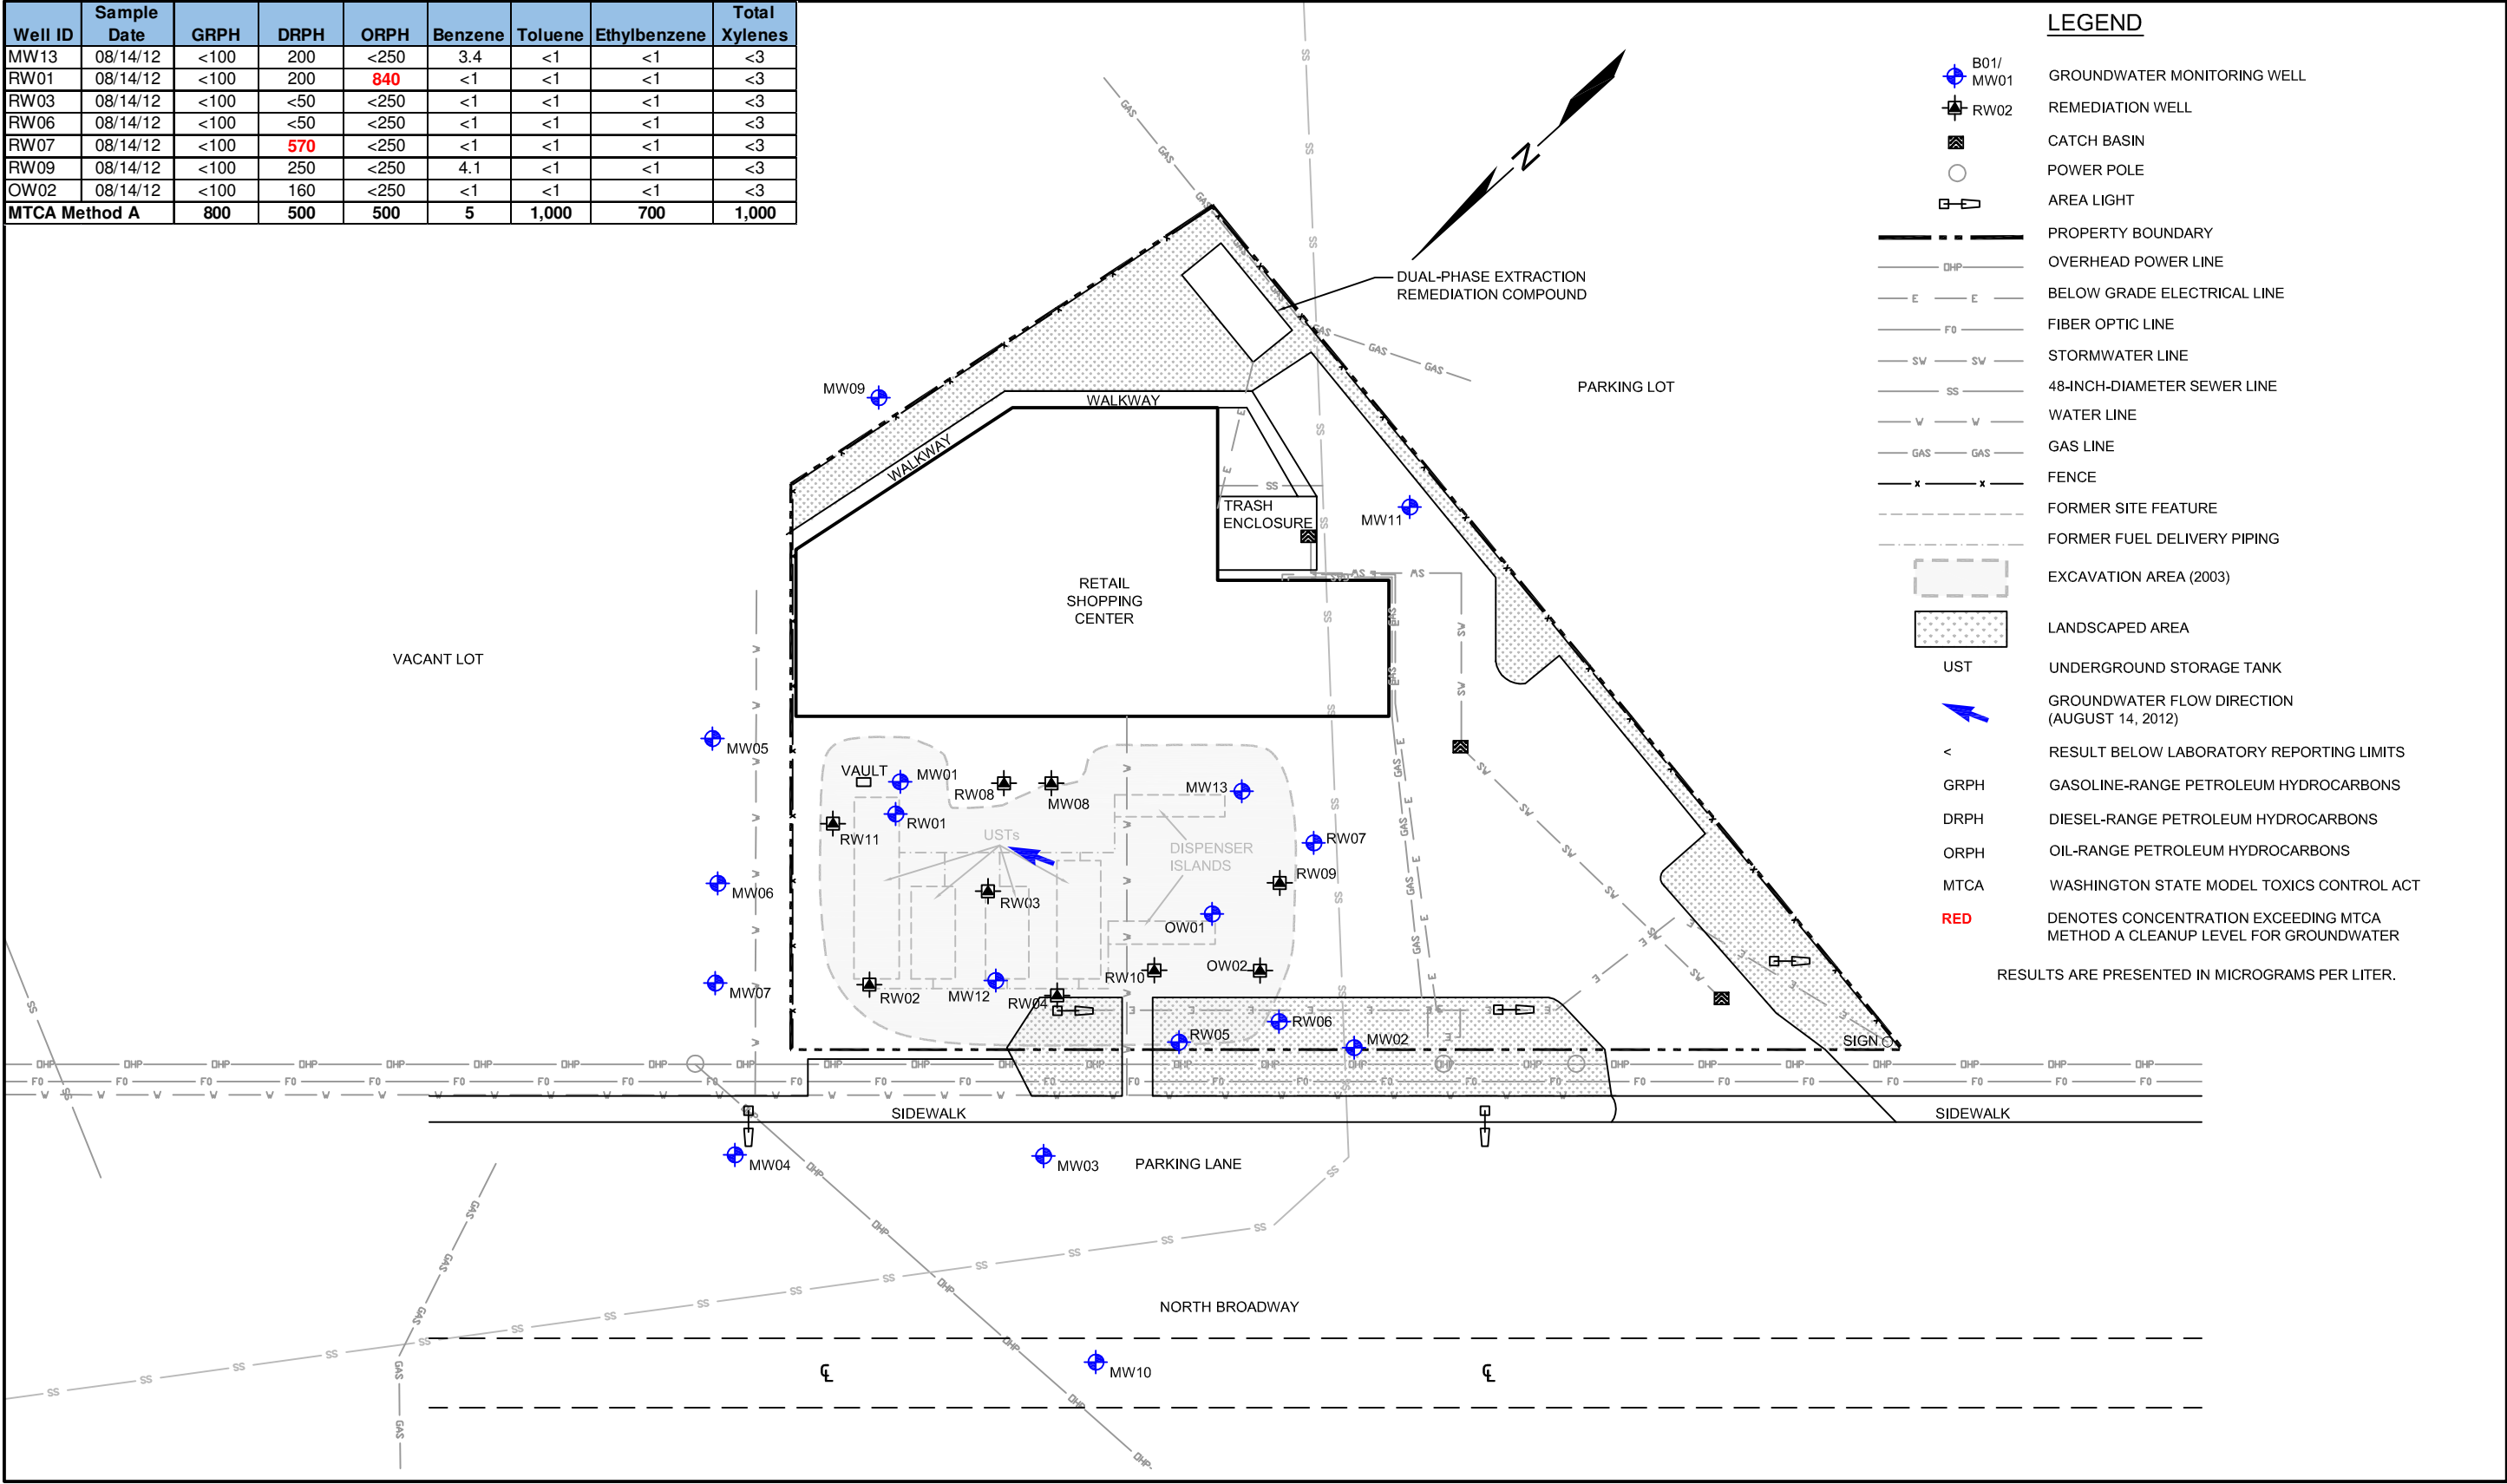 Well ID Sample Date GRPH DRPH ORPH Benzene Toluene Ethylbenzene Total Xylenes
MW13 08/14/12 <100 200 <250 3.4 <1 <1 <3
RW01 08/14/12 <100 200 840 <1 <1 <1 <3
RW03 08/14/12 <100 <50 <250 <1 <1 <1 <3
RW06 08/14/12 <100 <50 <250 <1 <1 <1 <3
RW07 08/14/12 <100 570 <250 <1 <1 <1 <3
RW09 08/14/12 <100 250 <250 4.1 <1 <1 <3
OW02 08/14/12 <100 160 <250 <1 <1 <1 <3
MTCA Method A 800 500 500 5 1,000 700 1,000
N
DUAL-PHASE EXTRACTION
REMEDIATION COMPOUND
PARKING LOT
MW09
WALKWAY
WALKWAY
TRASH
ENCLOSURE
MW11
RETAIL
SHOPPING
CENTER
VACANT LOT
MW05
VAULT
MW01
RW08
MW08
MW13
RW01
RW11
USTs
RW07
DISPENSER
ISLANDS
RW09
MW06
RW03
OW01
RW10
OW02
MW07
RW02
MW12
RW04
RW06
RW05
MW02
SIGN
OHP
FO
W
SS
GAS
E
SW
SIDEWALK
SIDEWALK
MW04
MW03
PARKING LANE
NORTH BROADWAY
MW10
LEGEND
B01/
MW01
GROUNDWATER MONITORING WELL
RW02 REMEDIATION WELL
CATCH BASIN
POWER POLE
AREA LIGHT
PROPERTY BOUNDARY
OHP OVERHEAD POWER LINE
E E BELOW GRADE ELECTRICAL LINE
FO FIBER OPTIC LINE
SW SW STORMWATER LINE
SS 48-INCH-DIAMETER SEWER LINE
W W WATER LINE
GAS GAS GAS LINE
x x FENCE
FORMER SITE FEATURE
FORMER FUEL DELIVERY PIPING
EXCAVATION AREA (2003)
LANDSCAPED AREA
UST UNDERGROUND STORAGE TANK
GROUNDWATER FLOW DIRECTION
(AUGUST 14, 2012)
< RESULT BELOW LABORATORY REPORTING LIMITS
GRPH GASOLINE-RANGE PETROLEUM HYDROCARBONS
DRPH DIESEL-RANGE PETROLEUM HYDROCARBONS
ORPH OIL-RANGE PETROLEUM HYDROCARBONS
MTCA WASHINGTON STATE MODEL TOXICS CONTROL ACT
RED DENOTES CONCENTRATION EXCEEDING MTCA
METHOD A CLEANUP LEVEL FOR GROUNDWATER
RESULTS ARE PRESENTED IN MICROGRAMS PER LITER.